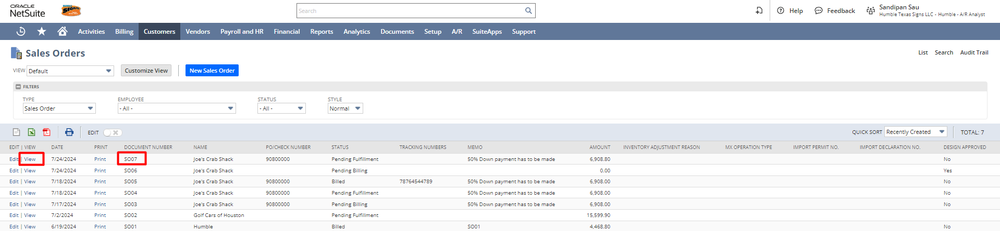 ORACLE
NetSuite
SIGNS
Search
Help
Feedback
Sandipan Sau
Humble Texas Signs LLC - Humble - A/R Analyst
Activities Billing Customers Vendors Payroll and HR Financial Reports Analytics Documents Setup A/R SuiteApps Support
Sales Orders
List Search Audit Trail
VIEW Default Customize View New Sales Order
FILTERS
TYPE EMPLOYEE STATUS STYLE
Sales Order - All - - All - Normal
EDIT QUICK SORT Recently Created TOTAL: 7
EDIT | VIEW DATE PRINT DOCUMENT NUMBER NAME PO/CHECK NUMBER STATUS TRACKING NUMBERS MEMO AMOUNT INVENTORY ADJUSTMENT REASON MX OPERATION TYPE IMPORT PERMIT NO. IMPORT DECLARATION NO. DESIGN APPROVED
Edit | View 7/24/2024 Print SO07 Joe's Crab Shack 90800000 Pending Fulfillment 50% Down payment has to be made 6,908.80 No
Edit | View 7/24/2024 Print SO06 Joe's Crab Shack Pending Billing 0.00 Yes
Edit | View 7/18/2024 Print SO05 Joe's Crab Shack 90800000 Billed 78764544789 50% Down payment has to be made 6,908.00 No
Edit | View 7/18/2024 Print SO04 Joe's Crab Shack 90800000 Pending Fulfillment 50% Down payment has to be made 6,908.00 No
Edit | View 7/17/2024 Print SO03 Joe's Crab Shack 90800000 Pending Billing 50% Down payment has to be made 6,908.00 No
Edit | View 7/2/2024 Print SO02 Golf Cars of Houston Pending Fulfillment 15,599.90
Edit | View 6/19/2024 Print SO01 Humble Billed SO01 4,468.80 No